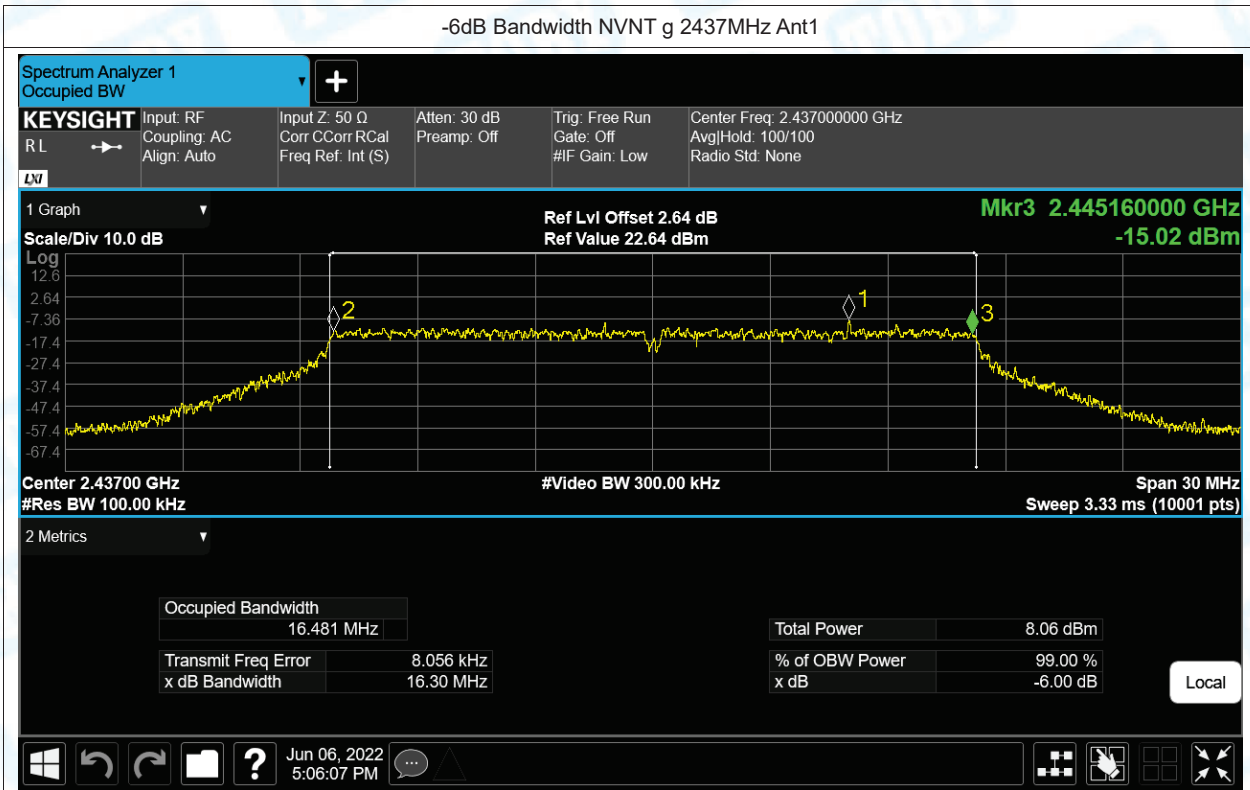 -6dB Bandwidth NVNT g 2437MHz Ant1
Spectrum Analyzer 1
Occupied BW
KEYSIGHT
R L
LXI
Input: RF
Coupling: AC
Align: Auto
Input Z: 50 Ω
Corr CCorr RCal
Freq Ref: Int (S)
Atten: 30 dB
Preamp: Off
Trig: Free Run
Gate: Off
#IF Gain: Low
Center Freq: 2.437000000 GHz
Avg|Hold: 100/100
Radio Std: None
1 Graph
Scale/Div 10.0 dB
Ref Lvl Offset 2.64 dB
Ref Value 22.64 dBm
Mkr3 2.445160000 GHz
-15.02 dBm
Log
12.6
2.64
-7.36
-17.4
-27.4
-37.4
-47.4
-57.4
-67.4
2
1
3
Center 2.43700 GHz
#Res BW 100.00 kHz
#Video BW 300.00 kHz
Span 30 MHz
Sweep 3.33 ms (10001 pts)
2 Metrics
Occupied Bandwidth
16.481 MHz
Transmit Freq Error 8.056 kHz
x dB Bandwidth 16.30 MHz
Total Power 8.06 dBm
% of OBW Power 99.00 %
x dB -6.00 dB
Local
?
Jun 06, 2022
5:06:07 PM